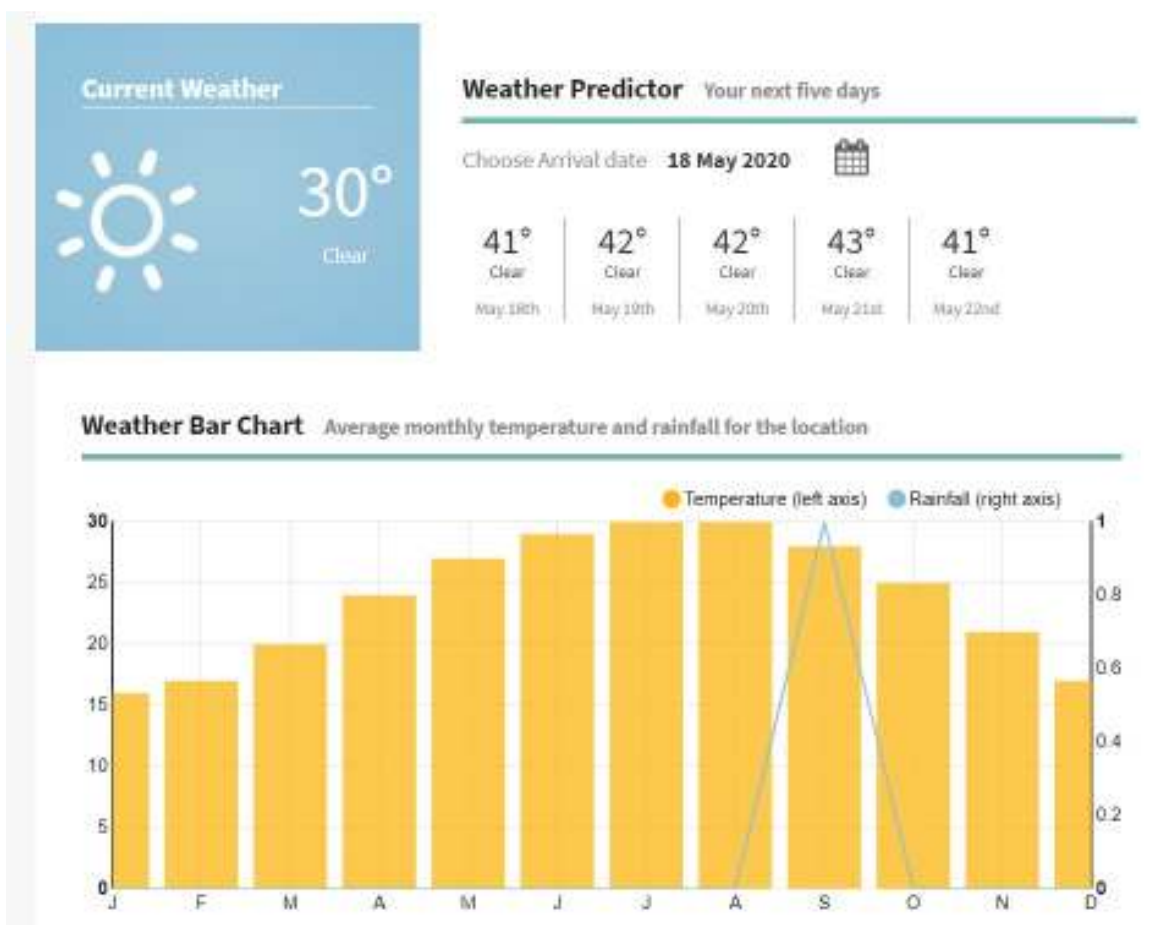 Current Weather
30°
Clear
Weather Predictor Your next five days
Choose Arrival date 18 May 2020
41° 42° 42° 43° 41°
Clear Clear Clear Clear Clear
May 18th May 19th May 20th May 21st May 22nd
Weather Bar Chart Average monthly temperature and rainfall for the location
Temperature (left axis) Rainfall (right axis)
30 1
25 0.8
20 0.6
15 0.4
10 0.2
5
0 0
J F M A M J J A S O N D